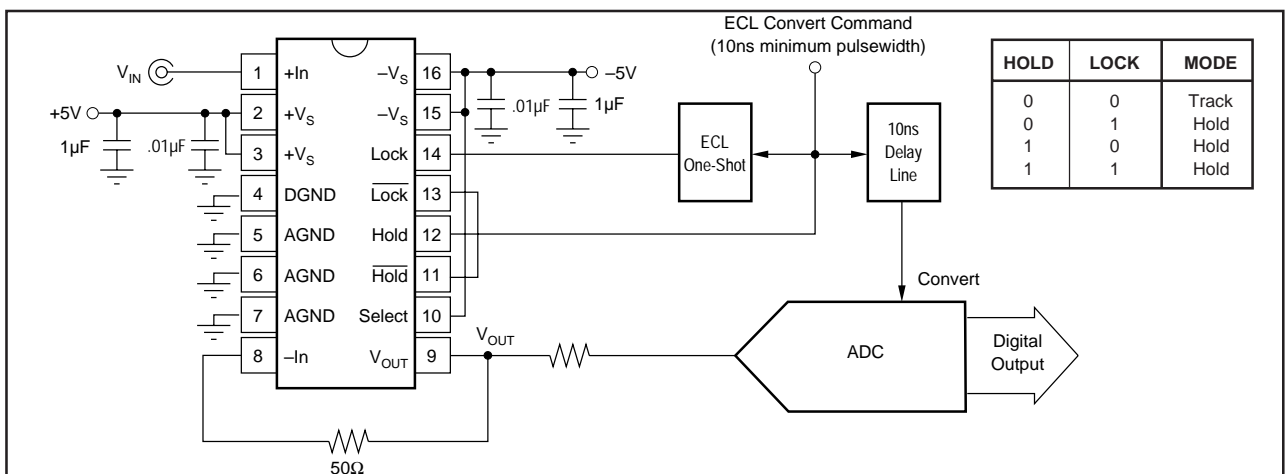 ECL Convert Command
(10ns minimum pulsewidth)
HOLD LOCK MODE
0 0 Track
0 1 Hold
1 0 Hold
1 1 Hold
V_IN
+5V
1µF .01µF
1 +In
2 +V_S
3 +V_S
4 DGND
5 AGND
6 AGND
7 AGND
8 –In
–V_S 16
–V_S 15
Lock 14
L̅o̅c̅k̅ 13
Hold 12
H̅o̅l̅d̅ 11
Select 10
V_OUT 9
–5V
.01µF 1µF
ECL
One-Shot
10ns
Delay
Line
Convert
V_OUT
ADC
Digital
Output
50Ω